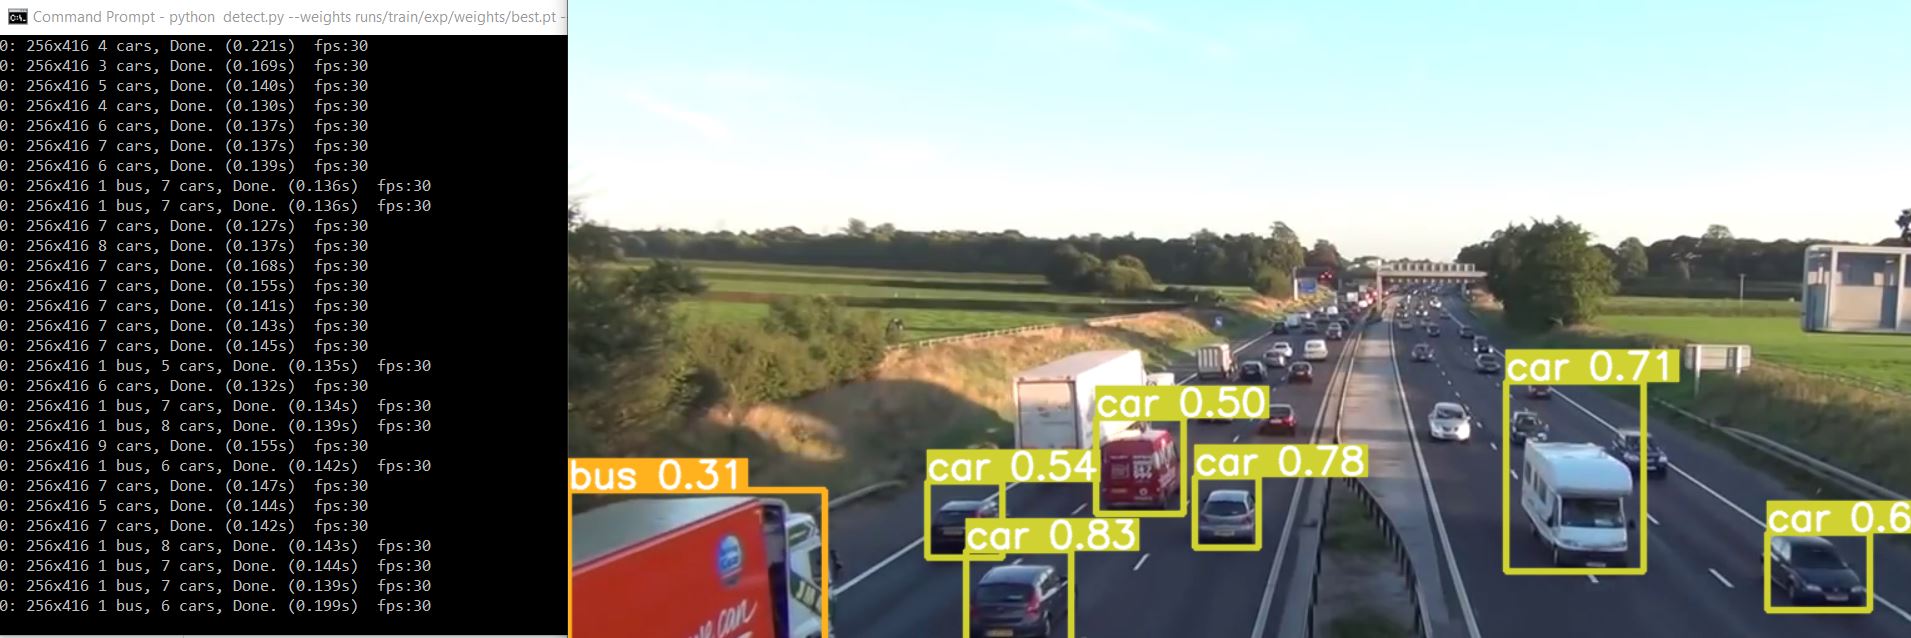 Command Prompt - python  detect.py --weights runs/train/exp/weights/best.pt -
0: 256x416 4 cars, Done. (0.221s)  fps:30
0: 256x416 3 cars, Done. (0.169s)  fps:30
0: 256x416 5 cars, Done. (0.140s)  fps:30
0: 256x416 4 cars, Done. (0.130s)  fps:30
0: 256x416 6 cars, Done. (0.137s)  fps:30
0: 256x416 7 cars, Done. (0.137s)  fps:30
0: 256x416 6 cars, Done. (0.139s)  fps:30
0: 256x416 1 bus, 7 cars, Done. (0.136s)  fps:30
0: 256x416 1 bus, 7 cars, Done. (0.136s)  fps:30
0: 256x416 7 cars, Done. (0.127s)  fps:30
0: 256x416 8 cars, Done. (0.137s)  fps:30
0: 256x416 7 cars, Done. (0.168s)  fps:30
0: 256x416 7 cars, Done. (0.155s)  fps:30
0: 256x416 7 cars, Done. (0.141s)  fps:30
0: 256x416 7 cars, Done. (0.143s)  fps:30
0: 256x416 7 cars, Done. (0.145s)  fps:30
0: 256x416 1 bus, 5 cars, Done. (0.135s)  fps:30
0: 256x416 6 cars, Done. (0.132s)  fps:30
0: 256x416 1 bus, 7 cars, Done. (0.134s)  fps:30
0: 256x416 1 bus, 8 cars, Done. (0.139s)  fps:30
0: 256x416 9 cars, Done. (0.155s)  fps:30
0: 256x416 1 bus, 6 cars, Done. (0.142s)  fps:30
0: 256x416 7 cars, Done. (0.147s)  fps:30
0: 256x416 5 cars, Done. (0.144s)  fps:30
0: 256x416 7 cars, Done. (0.142s)  fps:30
0: 256x416 1 bus, 8 cars, Done. (0.143s)  fps:30
0: 256x416 1 bus, 7 cars, Done. (0.144s)  fps:30
0: 256x416 1 bus, 7 cars, Done. (0.139s)  fps:30
0: 256x416 1 bus, 6 cars, Done. (0.199s)  fps:30
car 0.71
car 0.50
car 0.54
car 0.78
bus 0.31
car 0.83
car 0.6
we can